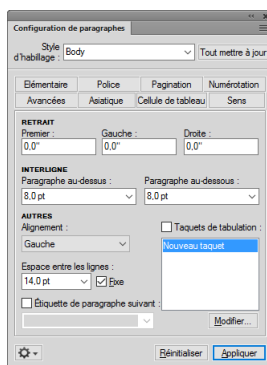 Configuration de paragraphes
Style d'habillage : Body Tout mettre à jour
Élémentaire Police Pagination Numérotation
Avancées Asiatique Cellule de tableau Sens
RETRAIT
Premier : Gauche : Droite :
0,0" 0,0" 0,0"
INTERLIGNE
Paragraphe au-dessus : Paragraphe au-dessous :
8,0 pt 8,0 pt
AUTRES
Alignement : Taquets de tabulation :
Gauche Nouveau taquet
Espace entre les lignes :
14,0 pt Fixe
Étiquette de paragraphe suivant :
Modifier...
Réinitialiser Appliquer